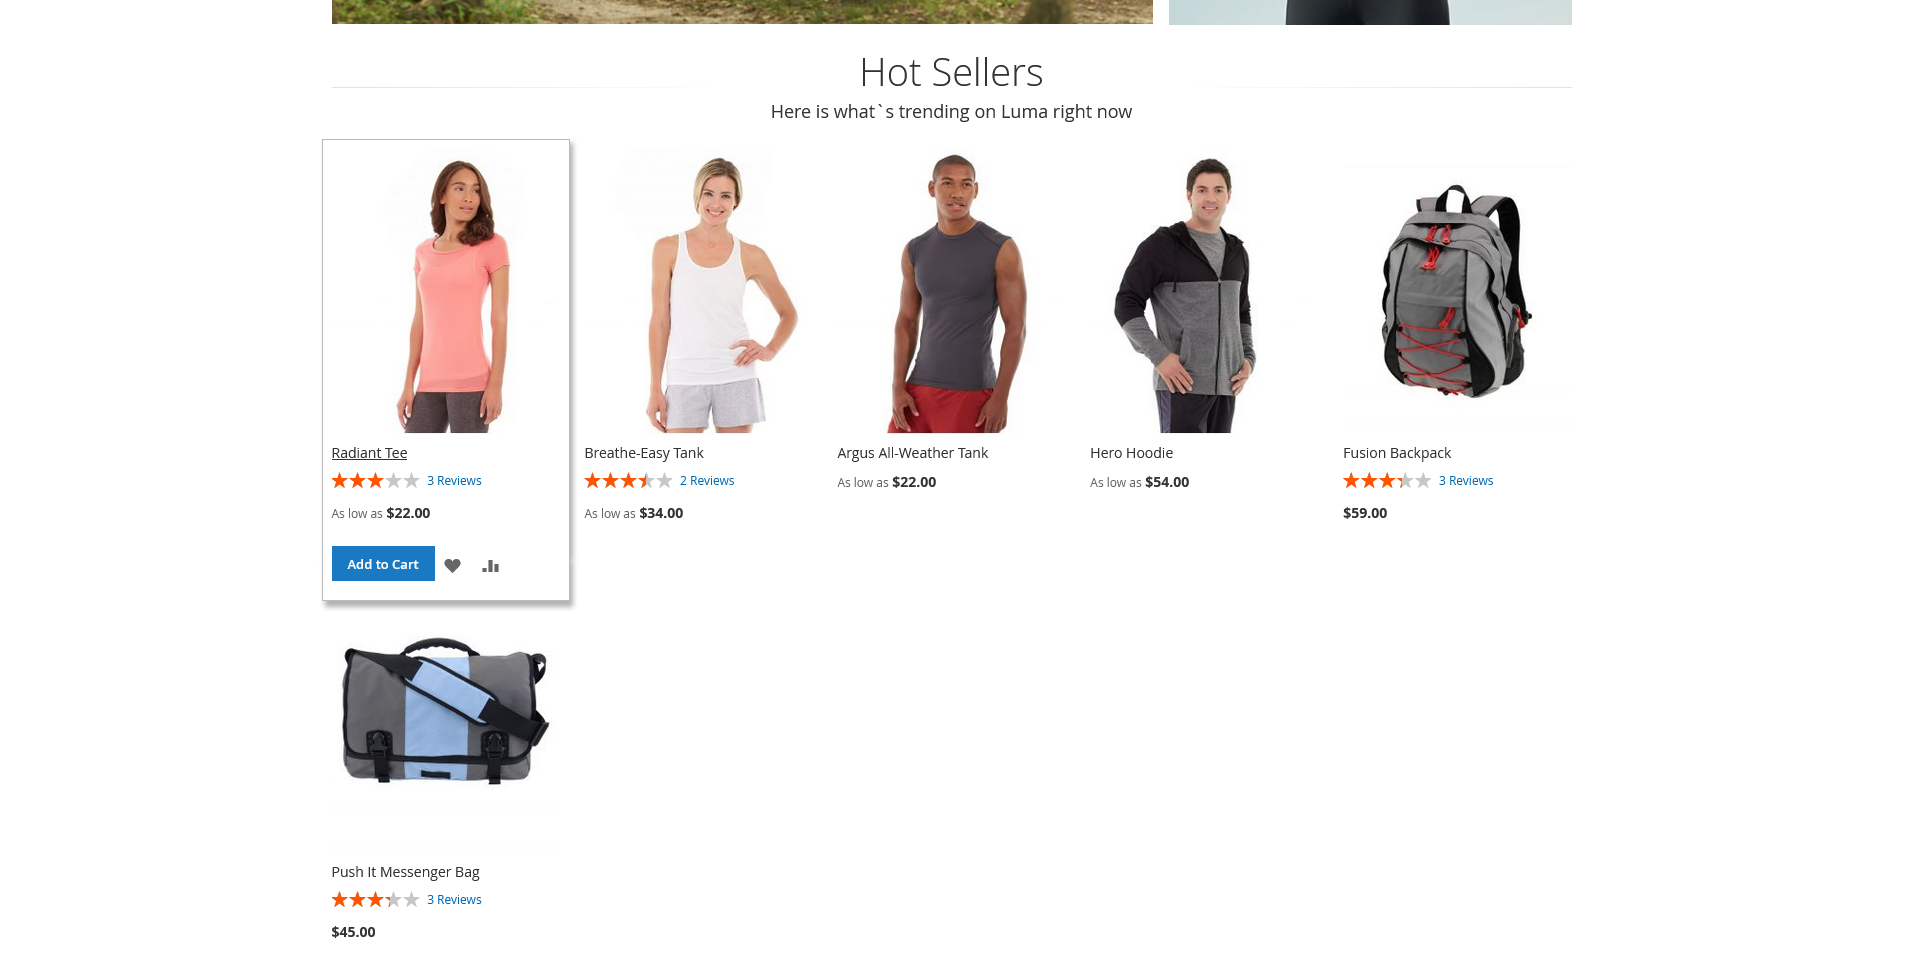 Hot Sellers
Here is what`s trending on Luma right now
Radiant Tee
3 Reviews
As low as $22.00
Add to Cart
Breathe-Easy Tank
2 Reviews
As low as $34.00
Argus All-Weather Tank
As low as $22.00
Hero Hoodie
As low as $54.00
Fusion Backpack
3 Reviews
$59.00
Push It Messenger Bag
3 Reviews
$45.00